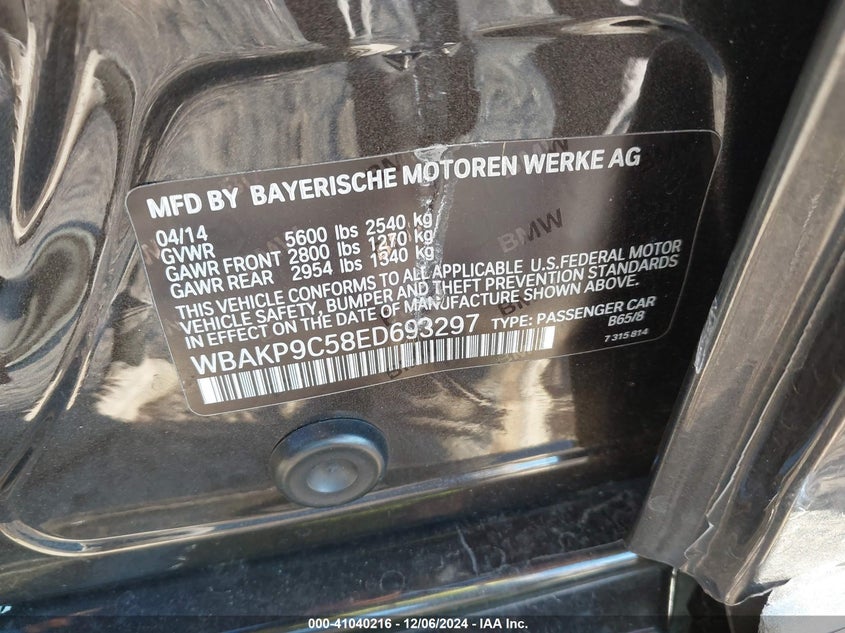 MFD BY BAYERISCHE MOTOREN WERKE AG
04/14
GVWR 5600 lbs 2540 kg
GAWR FRONT 2800 lbs 1270 kg
GAWR REAR 2954 lbs 1340 kg
THIS VEHICLE CONFORMS TO ALL APPLICABLE U.S.FEDERAL MOTOR
VEHICLE SAFETY, BUMPER AND THEFT PREVENTION STANDARDS
IN EFFECT ON THE DATE OF MANUFACTURE SHOWN ABOVE.
WBAKP9C58ED693297 TYPE: PASSENGER CAR
B65/8
7 315 814
BMW
BMW
000-41040216 - 12/06/2024 - IAA Inc.